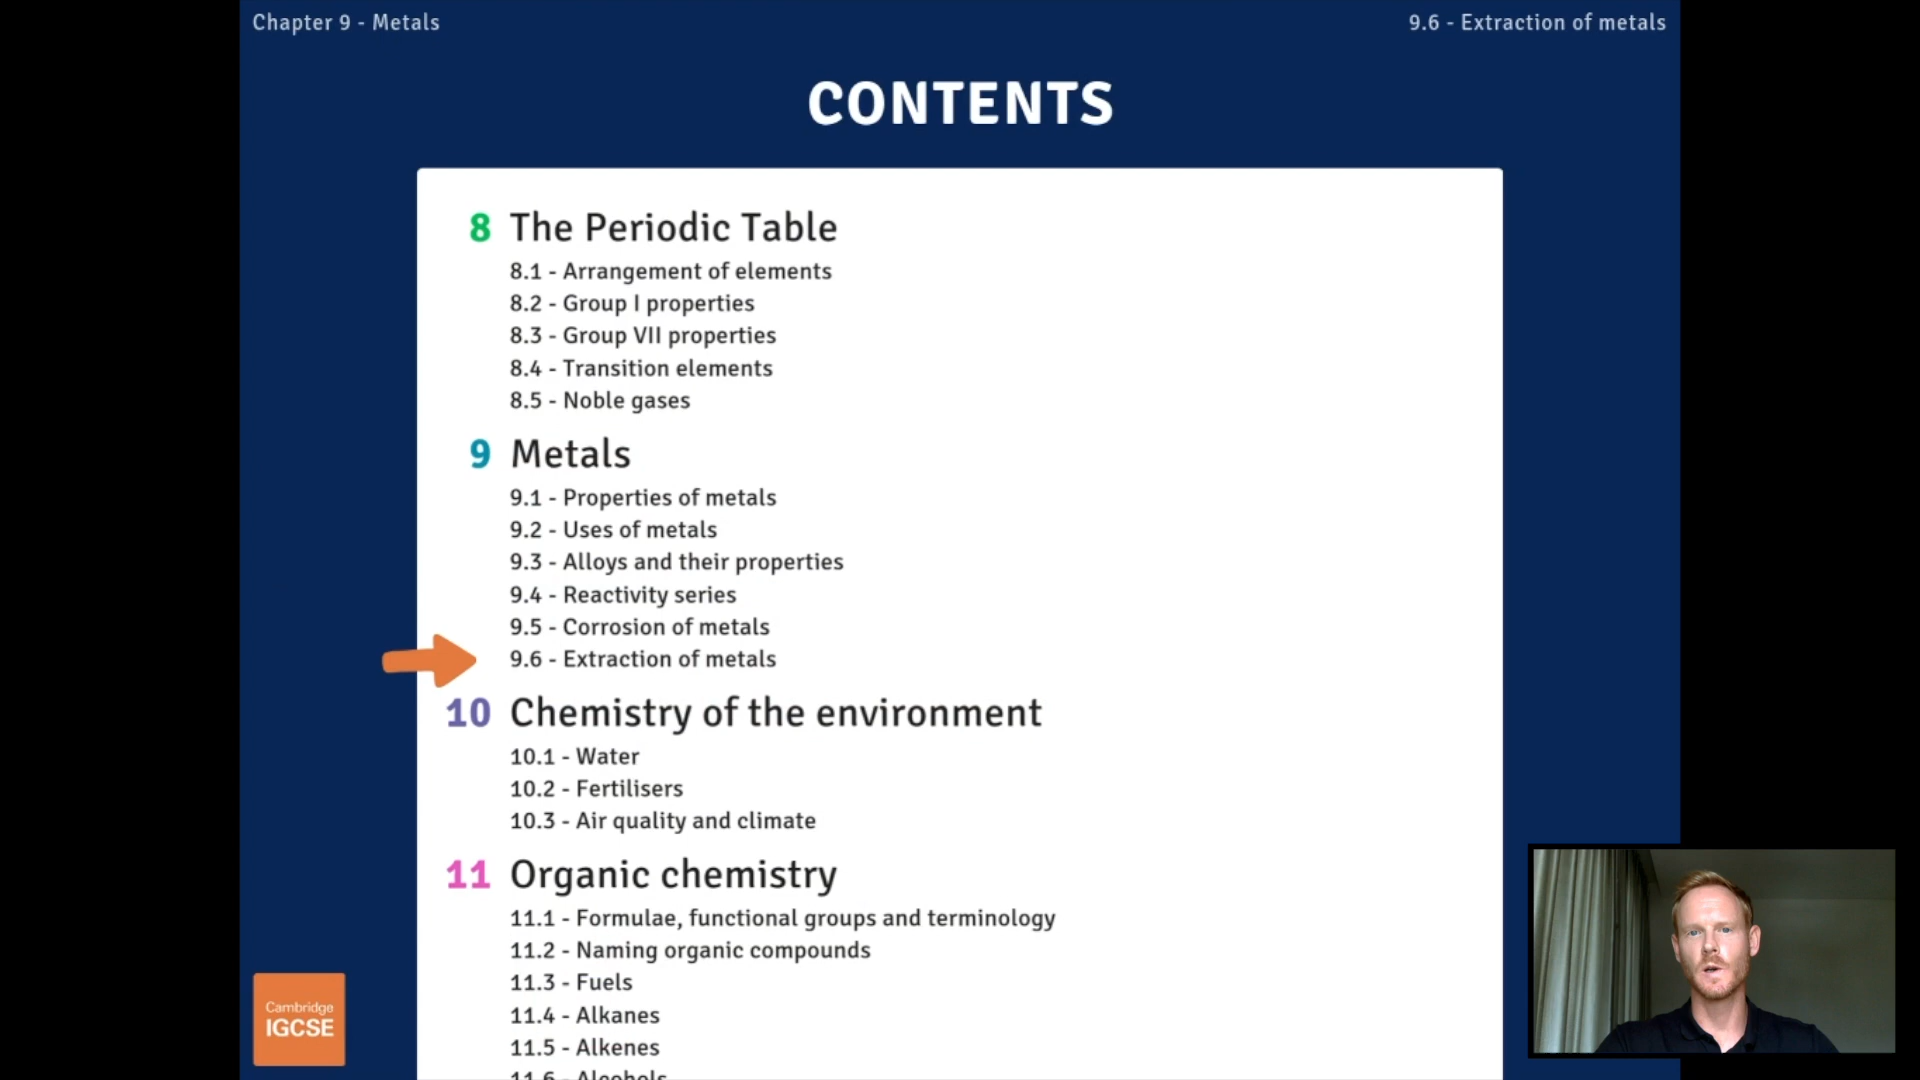 Chapter 9 - Metals
9.6 - Extraction of metals
CONTENTS
8 The Periodic Table
8.1 - Arrangement of elements
8.2 - Group I properties
8.3 - Group VII properties
8.4 - Transition elements
8.5 - Noble gases
9 Metals
9.1 - Properties of metals
9.2 - Uses of metals
9.3 - Alloys and their properties
9.4 - Reactivity series
9.5 - Corrosion of metals
9.6 - Extraction of metals
10 Chemistry of the environment
10.1 - Water
10.2 - Fertilisers
10.3 - Air quality and climate
11 Organic chemistry
11.1 - Formulae, functional groups and terminology
11.2 - Naming organic compounds
11.3 - Fuels
11.4 - Alkanes
11.5 - Alkenes
11.6 - Alcohols
Cambridge
IGCSE